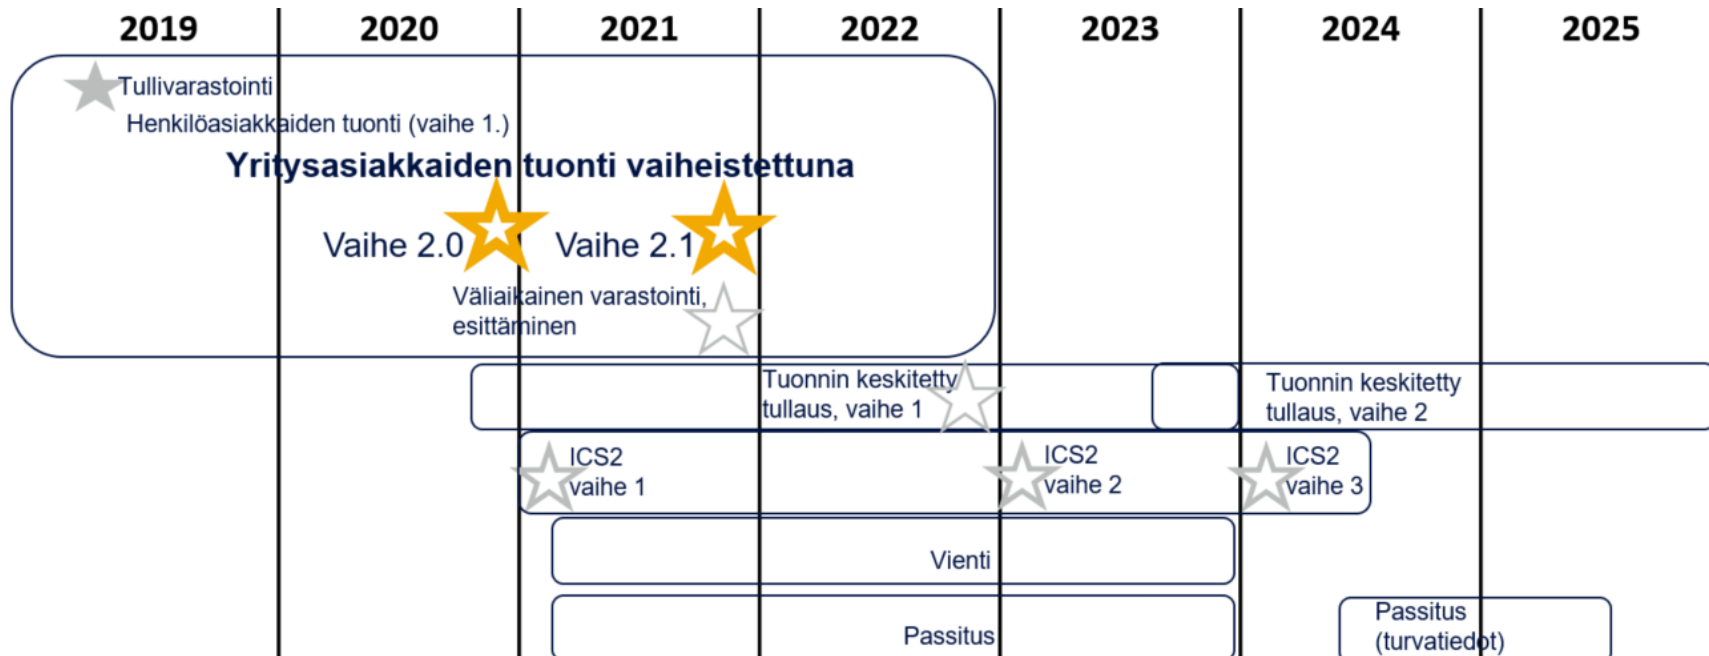 2019 2020 2021 2022 2023 2024 2025
Tullivarastointi
Henkilöasiakkaiden tuonti (vaihe 1.)
Yritysasiakkaiden tuonti vaiheistettuna
Vaihe 2.0 Vaihe 2.1
Väliaikainen varastointi,
esittäminen
Tuonnin keskitetty
tullaus, vaihe 1
Tuonnin keskitetty
tullaus, vaihe 2
ICS2
vaihe 1
ICS2
vaihe 2
ICS2
vaihe 3
Vienti
Passitus
Passitus
(turvatiedot)